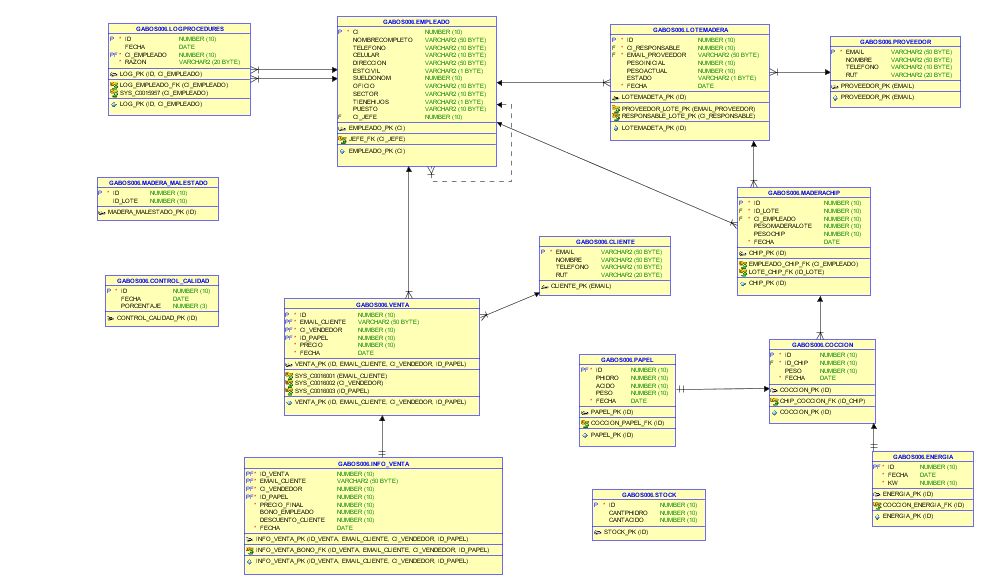 GABOS006.LOGPROCEDURES
P * ID NUMBER (10)
FECHA DATE
PF* CI_EMPLEADO NUMBER (10)
* RAZON VARCHAR2 (20 BYTE)
LOG_PK (ID, CI_EMPLEADO)
LOG_EMPLEADO_FK (CI_EMPLEADO)
SYS_C0015957 (CI_EMPLEADO)
LOG_PK (ID, CI_EMPLEADO)
GABOS006.EMPLEADO
P * CI NUMBER (10)
NOMBRECOMPLETO VARCHAR2 (50 BYTE)
TELEFONO VARCHAR2 (10 BYTE)
CELULAR VARCHAR2 (10 BYTE)
DIRECCION VARCHAR2 (50 BYTE)
ESTCIVIL VARCHAR2 (1 BYTE)
SUELDONOM NUMBER (10)
OFICIO VARCHAR2 (10 BYTE)
SECTOR VARCHAR2 (10 BYTE)
TIENEHIJOS VARCHAR2 (1 BYTE)
PUESTO VARCHAR2 (10 BYTE)
F CI_JEFE NUMBER (10)
EMPLEADO_PK (CI)
JEFE_FK (CI_JEFE)
EMPLEADO_PK (CI)
GABOS006.LOTEMADERA
P * ID NUMBER (10)
F * CI_RESPONSABLE NUMBER (10)
F * EMAIL_PROVEEDOR VARCHAR2 (50 BYTE)
PESOINICIAL NUMBER (10)
PESOACTUAL NUMBER (10)
ESTADO VARCHAR2 (1 BYTE)
* FECHA DATE
LOTEMADETA_PK (ID)
PROVEEDOR_LOTE_PK (EMAIL_PROVEEDOR)
RESPONSABLE_LOTE_PK (CI_RESPONSABLE)
LOTEMADETA_PK (ID)
GABOS006.PROVEEDOR
P * EMAIL VARCHAR2 (50 BYTE)
NOMBRE VARCHAR2 (50 BYTE)
TELEFONO VARCHAR2 (10 BYTE)
RUT VARCHAR2 (20 BYTE)
PROVEEDOR_PK (EMAIL)
PROVEEDOR_PK (EMAIL)
GABOS006.MADERA_MALESTADO
P * ID NUMBER (10)
ID_LOTE NUMBER (10)
MADERA_MALESTADO_PK (ID)
GABOS006.MADERACHIP
P * ID NUMBER (10)
F * ID_LOTE NUMBER (10)
F * CI_EMPLEADO NUMBER (10)
PESOMADERALOTE NUMBER (10)
PESOCHIP NUMBER (10)
* FECHA DATE
CHIP_PK (ID)
EMPLEADO_CHIP_FK (CI_EMPLEADO)
LOTE_CHIP_FK (ID_LOTE)
CHIP_PK (ID)
GABOS006.CLIENTE
P * EMAIL VARCHAR2 (50 BYTE)
NOMBRE VARCHAR2 (50 BYTE)
TELEFONO VARCHAR2 (10 BYTE)
RUT VARCHAR2 (20 BYTE)
CLIENTE_PK (EMAIL)
GABOS006.CONTROL_CALIDAD
P * ID NUMBER (10)
FECHA DATE
PORCENTAJE NUMBER (3)
CONTROL_CALIDAD_PK (ID)
GABOS006.VENTA
P * ID NUMBER (10)
PF* EMAIL_CLIENTE VARCHAR2 (50 BYTE)
PF* CI_VENDEDOR NUMBER (10)
PF* ID_PAPEL NUMBER (10)
* PRECIO NUMBER (10)
* FECHA DATE
VENTA_PK (ID, EMAIL_CLIENTE, CI_VENDEDOR, ID_PAPEL)
SYS_C0016001 (EMAIL_CLIENTE)
SYS_C0016002 (CI_VENDEDOR)
SYS_C0016003 (ID_PAPEL)
VENTA_PK (ID, EMAIL_CLIENTE, CI_VENDEDOR, ID_PAPEL)
GABOS006.PAPEL
PF* ID NUMBER (10)
PHIDRO NUMBER (10)
ACIDO NUMBER (10)
PESO NUMBER (10)
* FECHA DATE
PAPEL_PK (ID)
COCCION_PAPEL_FK (ID)
PAPEL_PK (ID)
GABOS006.COCCION
P * ID NUMBER (10)
F * ID_CHIP NUMBER (10)
PESO NUMBER (10)
* FECHA DATE
COCCION_PK (ID)
CHIP_COCCION_FK (ID_CHIP)
COCCION_PK (ID)
GABOS006.INFO_VENTA
PF* ID_VENTA NUMBER (10)
PF* EMAIL_CLIENTE VARCHAR2 (50 BYTE)
PF* CI_VENDEDOR NUMBER (10)
PF* ID_PAPEL NUMBER (10)
* PRECIO_FINAL NUMBER (10)
BONO_EMPLEADO NUMBER (10)
DESCUENTO_CLIENTE NUMBER (10)
* FECHA DATE
INFO_VENTA_PK (ID_VENTA, EMAIL_CLIENTE, CI_VENDEDOR, ID_PAPEL)
INFO_VENTA_BONO_FK (ID_VENTA, EMAIL_CLIENTE, CI_VENDEDOR, ID_PAPEL)
INFO_VENTA_PK (ID_VENTA, EMAIL_CLIENTE, CI_VENDEDOR, ID_PAPEL)
GABOS006.STOCK
P * ID NUMBER (10)
CANTPHIDRO NUMBER (10)
CANTACIDO NUMBER (10)
STOCK_PK (ID)
GABOS006.ENERGIA
PF* ID NUMBER (10)
* FECHA DATE
* KW NUMBER (10)
ENERGIA_PK (ID)
COCCION_ENERGIA_FK (ID)
ENERGIA_PK (ID)